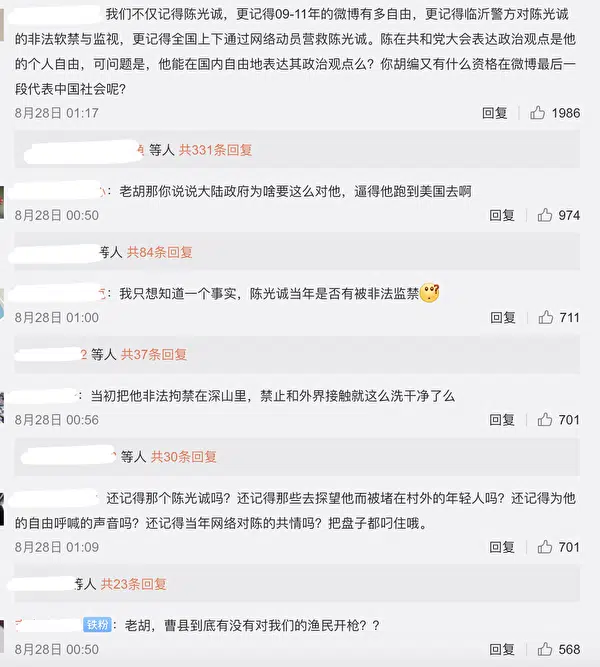 我们不仅记得陈光诚，更记得09-11年的微博有多自由，更记得临沂警方对陈光诚
的非法软禁与监视，更记得全国上下通过网络动员营救陈光诚。陈在共和党大会表达政治观点是他
的个人自由，可问题是，他能在国内自由地表达其政治观点么？你胡编又有什么资格在微博最后一
段代表中国社会呢?
8月28日 01:17 回复 1986
等人 共331条回复
：老胡那你说说大陆政府为啥要这么对他，逼得他跑到美国去啊
8月28日 00:50 回复 974
等人 共84条回复
：我只想知道一个事实，陈光诚当年是否有被非法监禁
8月28日 01:00 回复 711
2 等人 共37条回复
：当初把他非法拘禁在深山里，禁止和外界接触就这么洗干净了么
8月28日 00:56 回复 701
等人 共30条回复
：还记得那个陈光诚吗？还记得那些去探望他而被堵在村外的年轻人吗？还记得为他
的自由呼喊的声音吗？还记得当年网络对陈的共情吗？把盘子都叼住哦。
8月28日 01:09 回复 701
等人 共23条回复
铁粉 ：老胡，曹县到底有没有对我们的渔民开枪？？
8月28日 00:50 回复 568